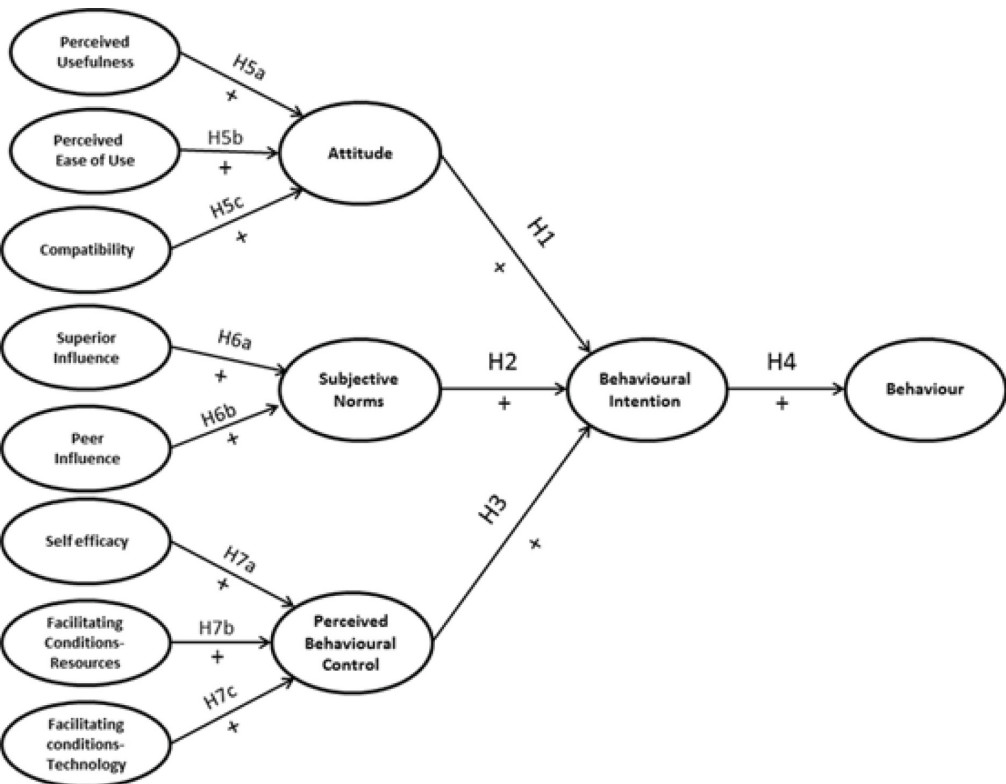 Perceived
Usefulness
H5a
+
Perceived
Ease of Use
H5b
+
Attitude
Compatibility
H5c
+
H1
+
Superior
Influence
H6a
+
Peer
Influence
H6b
+
Subjective
Norms
H2
+
Behavioural
Intention
H4
+
Behaviour
Self efficacy
H7a
+
Facilitating
Conditions-
Resources
H7b
+
Perceived
Behavioural
Control
H3
+
Facilitating
conditions-
Technology
H7c
+